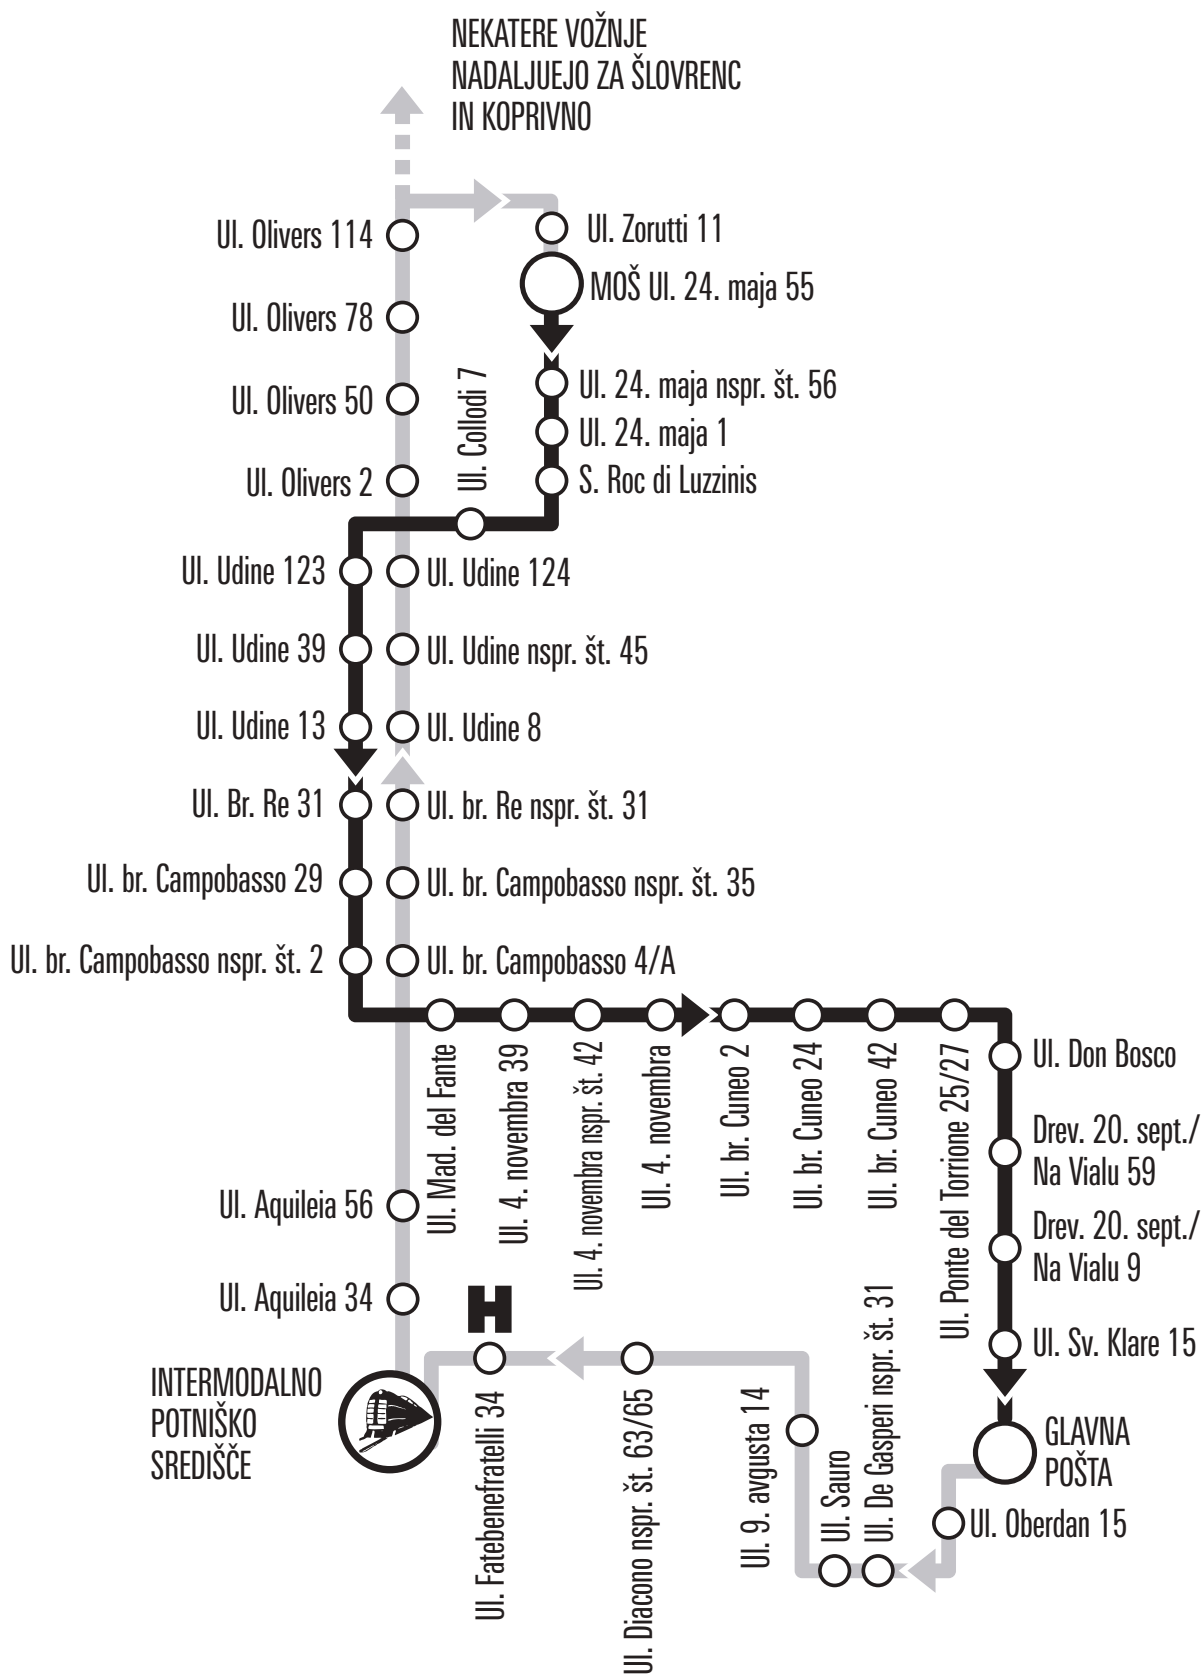 NEKATERE VOŽNJE
NADALJUEJO ZA ŠLOVRENC
IN KOPRIVNO
Ul. Olivers 114
Ul. Zorutti 11
MOŠ Ul. 24. maja 55
Ul. Olivers 78
Ul. 24. maja nspr. št. 56
Ul. Olivers 50
Ul. Collodi 7
Ul. 24. maja 1
Ul. Olivers 2
S. Roc di Luzzinis
Ul. Udine 123
Ul. Udine 124
Ul. Udine 39
Ul. Udine nspr. št. 45
Ul. Udine 13
Ul. Udine 8
Ul. Br. Re 31
Ul. br. Re nspr. št. 31
Ul. br. Campobasso 29
Ul. br. Campobasso nspr. št. 35
Ul. br. Campobasso nspr. št. 2
Ul. br. Campobasso 4/A
Ul. Mad. del Fante
Ul. 4. novembra 39
Ul. 4. novembra nspr. št. 42
Ul. 4. novembra
Ul. br. Cuneo 2
Ul. br. Cuneo 24
Ul. br. Cuneo 42
Ul. Ponte del Torrione 25/27
Ul. Don Bosco
Drev. 20. sept./
Na Vialu 59
Drev. 20. sept./
Na Vialu 9
Ul. Sv. Klare 15
GLAVNA
POŠTA
Ul. Oberdan 15
Ul. De Gasperi nspr. št. 31
Ul. Sauro
Ul. 9. avgusta 14
Ul. Diacono nspr. št. 63/65
H
Ul. Fatebenefratelli 34
INTERMODALNO
POTNIŠKO
SREDIŠČE
Ul. Aquileia 34
Ul. Aquileia 56